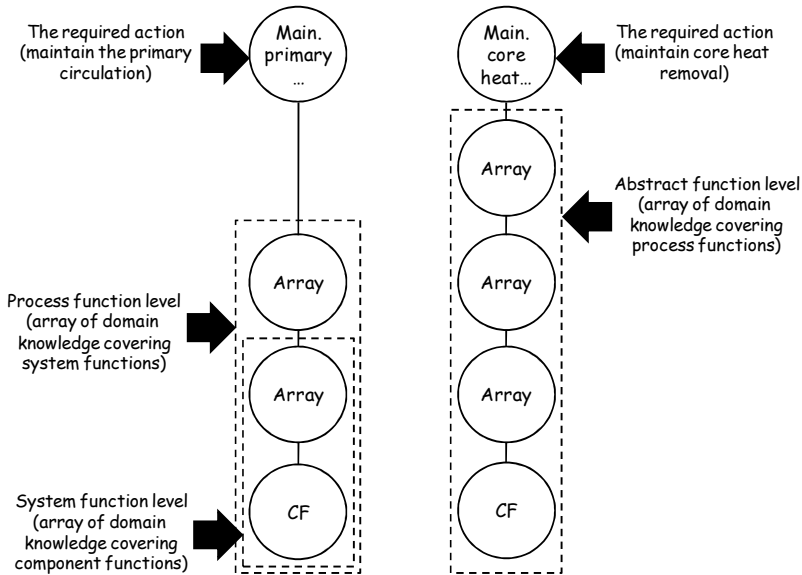 The required action
(maintain the primary
circulation)
Main.
primary
...
Main.
core
heat...
The required action
(maintain core heat
removal)
Array
Abstract function level
(array of domain
knowledge covering
process functions)
Array
Array
Process function level
(array of domain
knowledge covering
system functions)
Array
Array
System function level
(array of domain
knowledge covering
component functions)
CF
CF